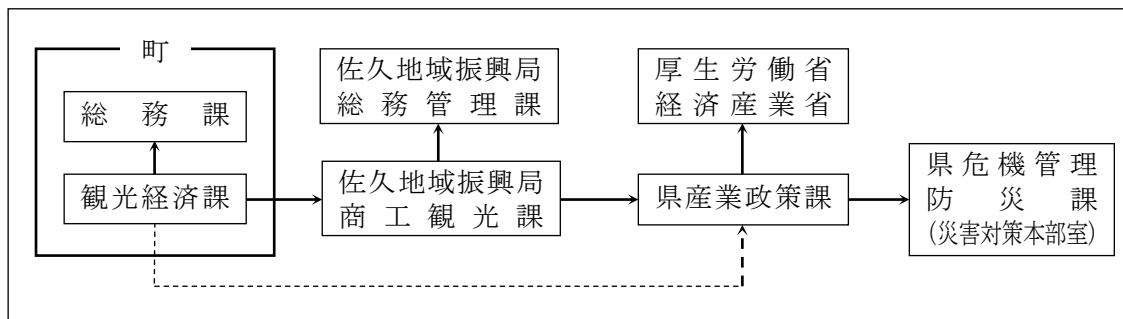 町
総務課
観光経済課
佐久地域振興局
総務管理課
佐久地域振興局
商工観光課
厚生労働省
経済産業省
県産業政策課
県危機管理
防災課
(災害対策本部室)